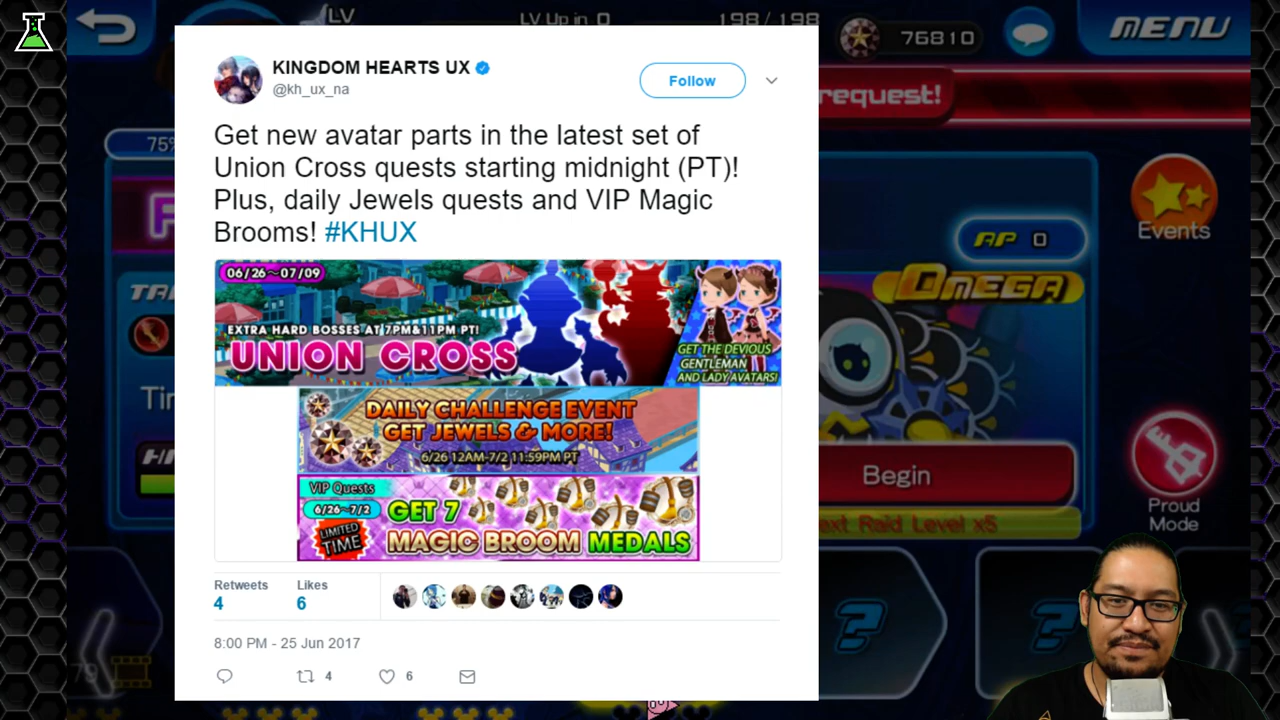 LV
LV Up in 0
198 / 198
76810
MENU
KINGDOM HEARTS UX
@kh_ux_na
Follow
request!
75%
Get new avatar parts in the latest set of
Union Cross quests starting midnight (PT)!
Plus, daily Jewels quests and VIP Magic
Brooms! #KHUX
Events
AP 0
OMEGA
06/26~07/09
EXTRA HARD BOSSES AT 7PM&11PM PT!
UNION CROSS
GET THE DEVIOUS
GENTLEMAN
AND LADY AVATARS!
DAILY CHALLENGE EVENT
GET JEWELS & MORE!
6/26 12AM-7/2 11:59PM PT
VIP Quests
6/26~7/2
LIMITED
TIME
GET 7
MAGIC BROOM MEDALS
Begin
ext Raid Level x5
Proud
Mode
Retweets
4
Likes
6
8:00 PM - 25 Jun 2017
4
6
?
?